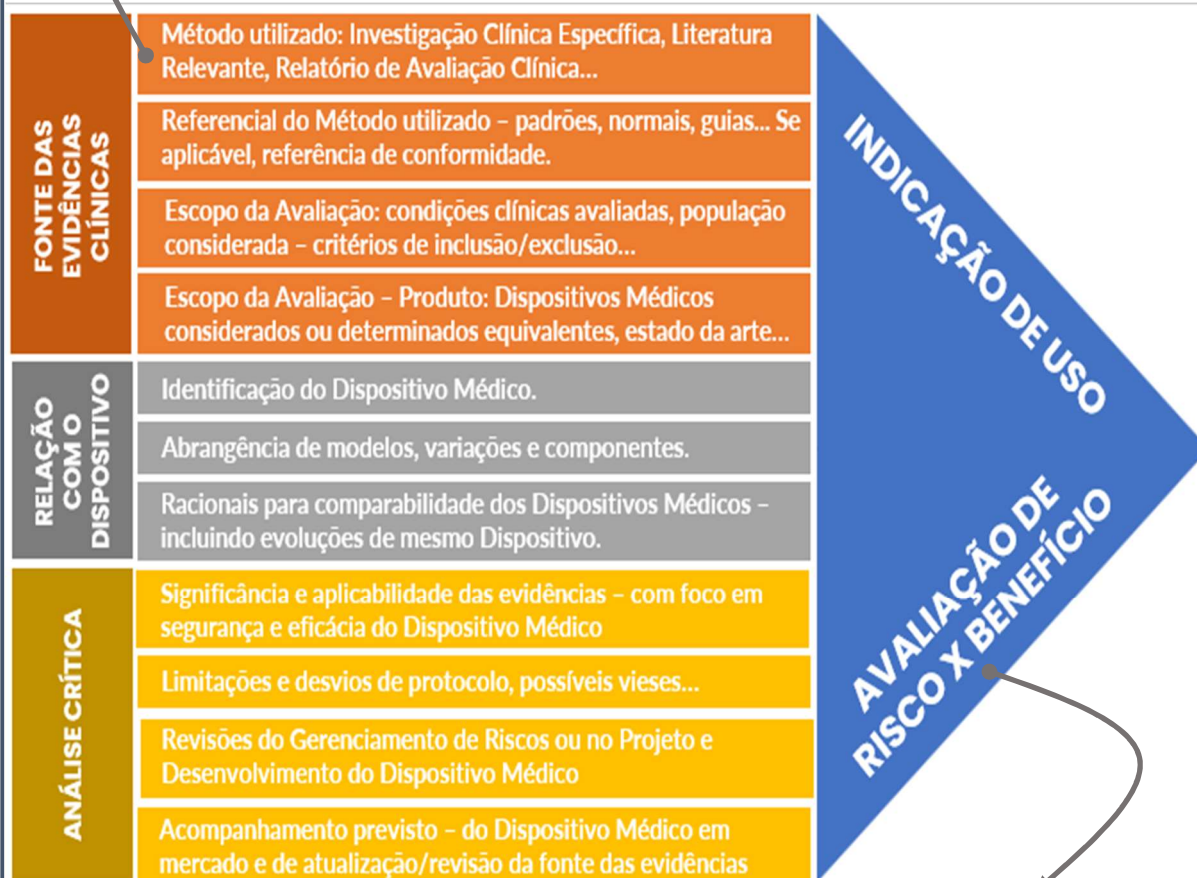 FONTE DAS
EVIDÊNCIAS
CLÍNICAS
Método utilizado: Investigação Clínica Específica, Literatura
Relevante, Relatório de Avaliação Clínica...
Referencial do Método utilizado – padrões, normais, guias... Se
aplicável, referência de conformidade.
Escopo da Avaliação: condições clínicas avaliadas, população
considerada – critérios de inclusão/exclusão...
Escopo da Avaliação – Produto: Dispositivos Médicos
considerados ou determinados equivalentes, estado da arte...
RELAÇÃO
COM O
DISPOSITIVO
Identificação do Dispositivo Médico.
Abrangência de modelos, variações e componentes.
Racionais para comparabilidade dos Dispositivos Médicos –
incluindo evoluções de mesmo Dispositivo.
ANÁLISE CRÍTICA
Significância e aplicabilidade das evidências – com foco em
segurança e eficácia do Dispositivo Médico
Limitações e desvios de protocolo, possíveis vieses...
Revisões do Gerenciamento de Riscos ou no Projeto e
Desenvolvimento do Dispositivo Médico
Acompanhamento previsto – do Dispositivo Médico em
mercado e de atualização/revisão da fonte das evidências
INDICAÇÃO DE USO
AVALIAÇÃO DE
RISCO X BENEFÍCIO